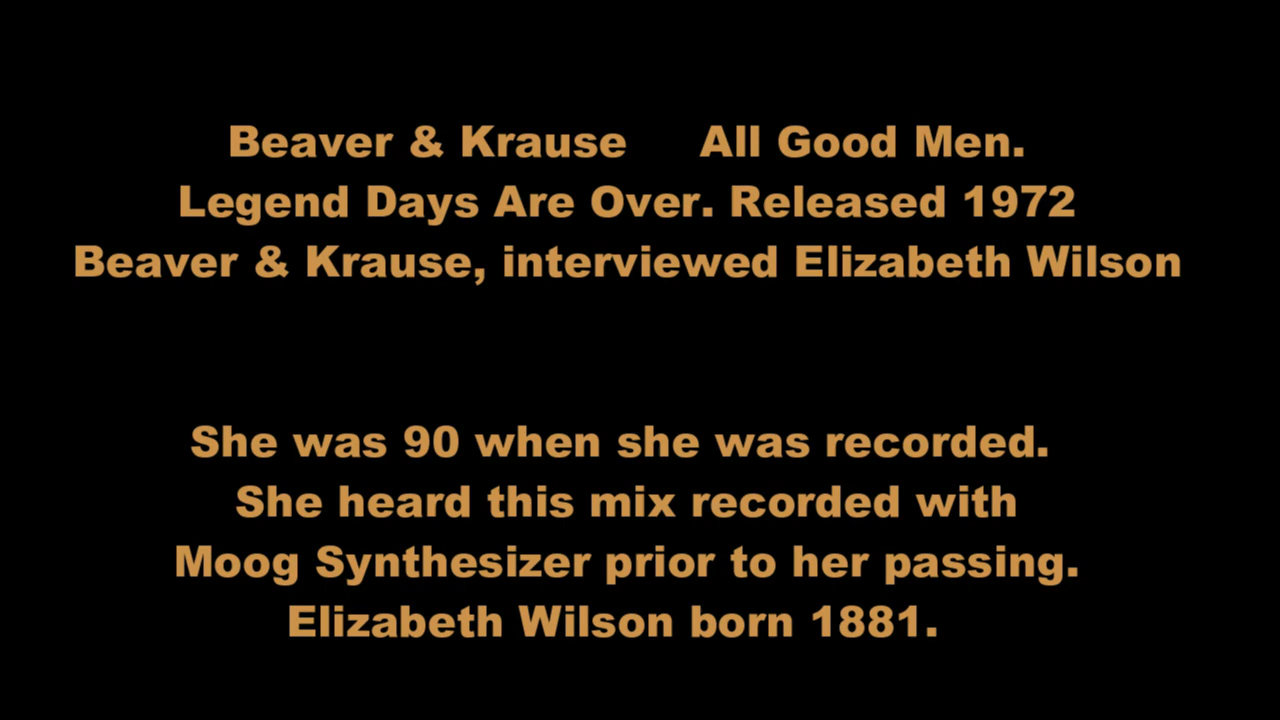 Beaver & Krause All Good Men.
Legend Days Are Over. Released 1972
Beaver & Krause, interviewed Elizabeth Wilson
She was 90 when she was recorded.
She heard this mix recorded with
Moog Synthesizer prior to her passing.
Elizabeth Wilson born 1881.